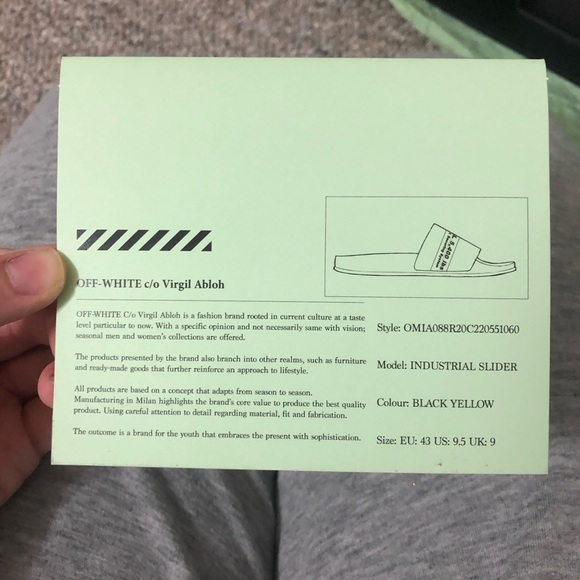 OFF-WHITE c/o Virgil Abloh
OFF-WHITE C/o Virgil Abloh is a fashion brand rooted in current culture at a taste
level particular to now. With a specific opinion and not necessarily same with vision;
seasonal men and women's collections are offered.
The products presented by the brand also branch into other realms, such as furniture
and ready-made goods that further reinforce an approach to lifestyle.
All products are based on a concept that adapts from season to season.
Manufacturing in Milan highlights the brand's core value to produce the best quality
product. Using careful attention to detail regarding material, fit and fabrication.
The outcome is a brand for the youth that embraces the present with sophistication.
Style: OMIA088R20C220551060
Model: INDUSTRIAL SLIDER
Colour: BLACK YELLOW
Size: EU: 43 US: 9.5 UK: 9